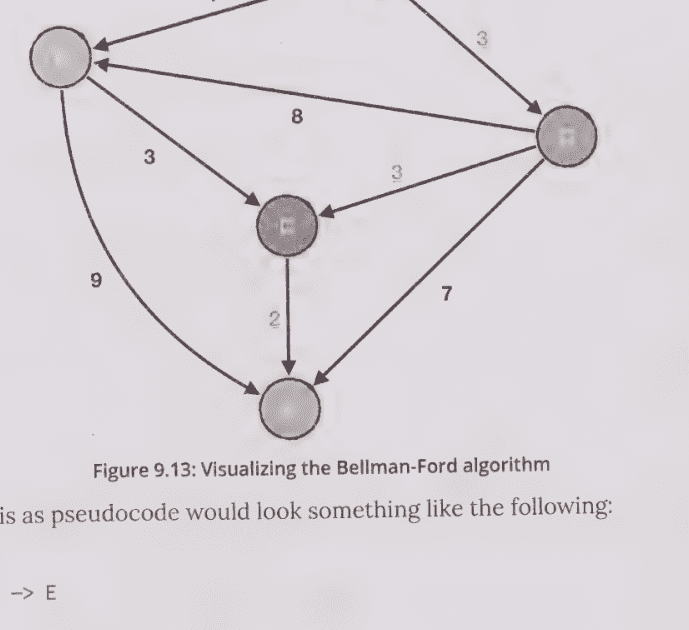 3
8
3
3
E
9
7
2
Figure 9.13: Visualizing the Bellman-Ford algorithm
is as pseudocode would look something like the following:
–> E